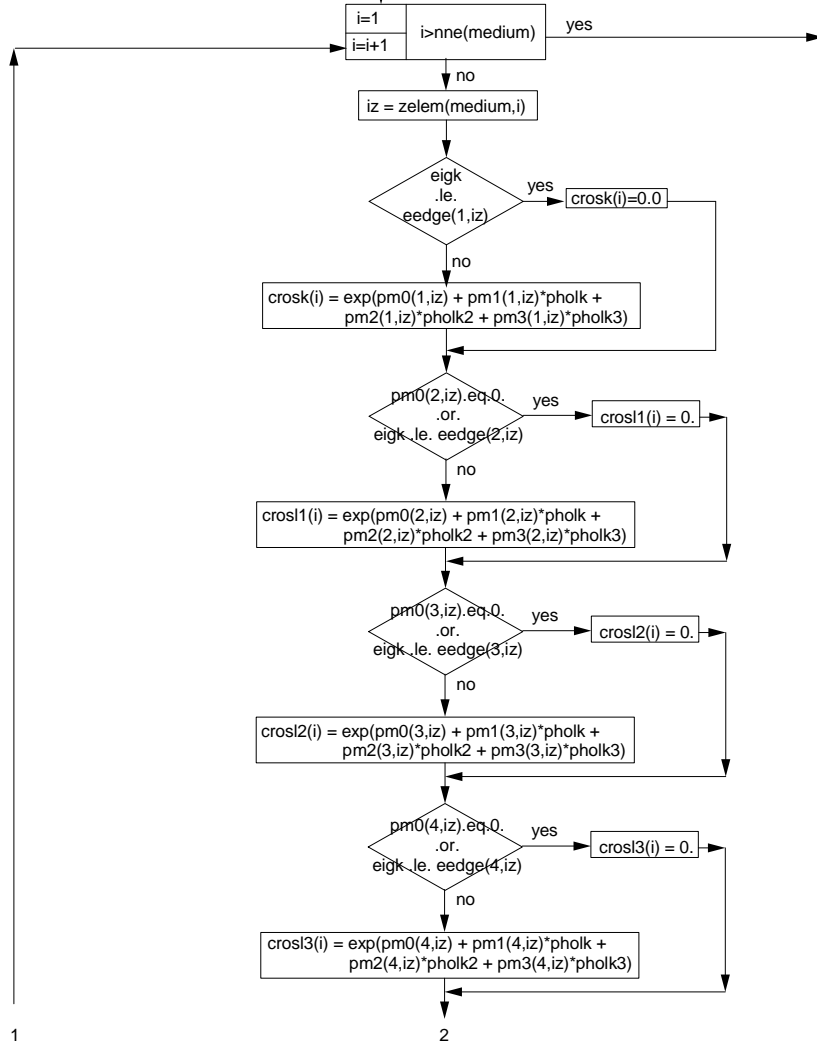 i=1
i=i+1
i>nne(medium)
yes
no
iz = zelem(medium,i)
eigk
.le.
eedge(1,iz)
yes
crosk(i)=0.0
no
crosk(i) = exp(pm0(1,iz) + pm1(1,iz)*pholk +
pm2(1,iz)*pholk2 + pm3(1,iz)*pholk3)
pm0(2,iz).eq.0.
.or.
eigk .le. eedge(2,iz)
yes
crosl1(i) = 0.
no
crosl1(i) = exp(pm0(2,iz) + pm1(2,iz)*pholk +
pm2(2,iz)*pholk2 + pm3(2,iz)*pholk3)
pm0(3,iz).eq.0.
.or.
eigk .le. eedge(3,iz)
yes
crosl2(i) = 0.
no
crosl2(i) = exp(pm0(3,iz) + pm1(3,iz)*pholk +
pm2(3,iz)*pholk2 + pm3(3,iz)*pholk3)
pm0(4,iz).eq.0.
.or.
eigk .le. eedge(4,iz)
yes
crosl3(i) = 0.
no
crosl3(i) = exp(pm0(4,iz) + pm1(4,iz)*pholk +
pm2(4,iz)*pholk2 + pm3(4,iz)*pholk3)
1
2